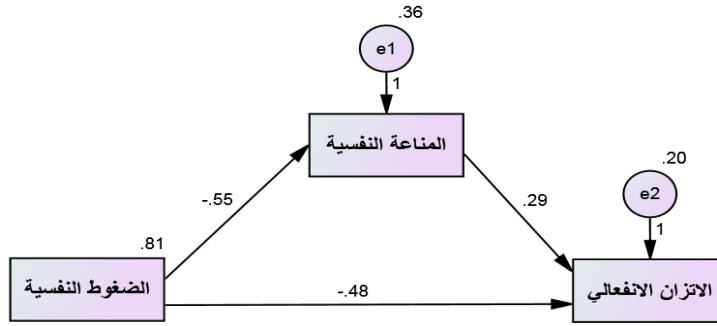 .36
e1
1
المناعة النفسية
.20
e2
-.55
.29
1
.81
الضغوط النفسية
-.48
الاتزان الانفعالي